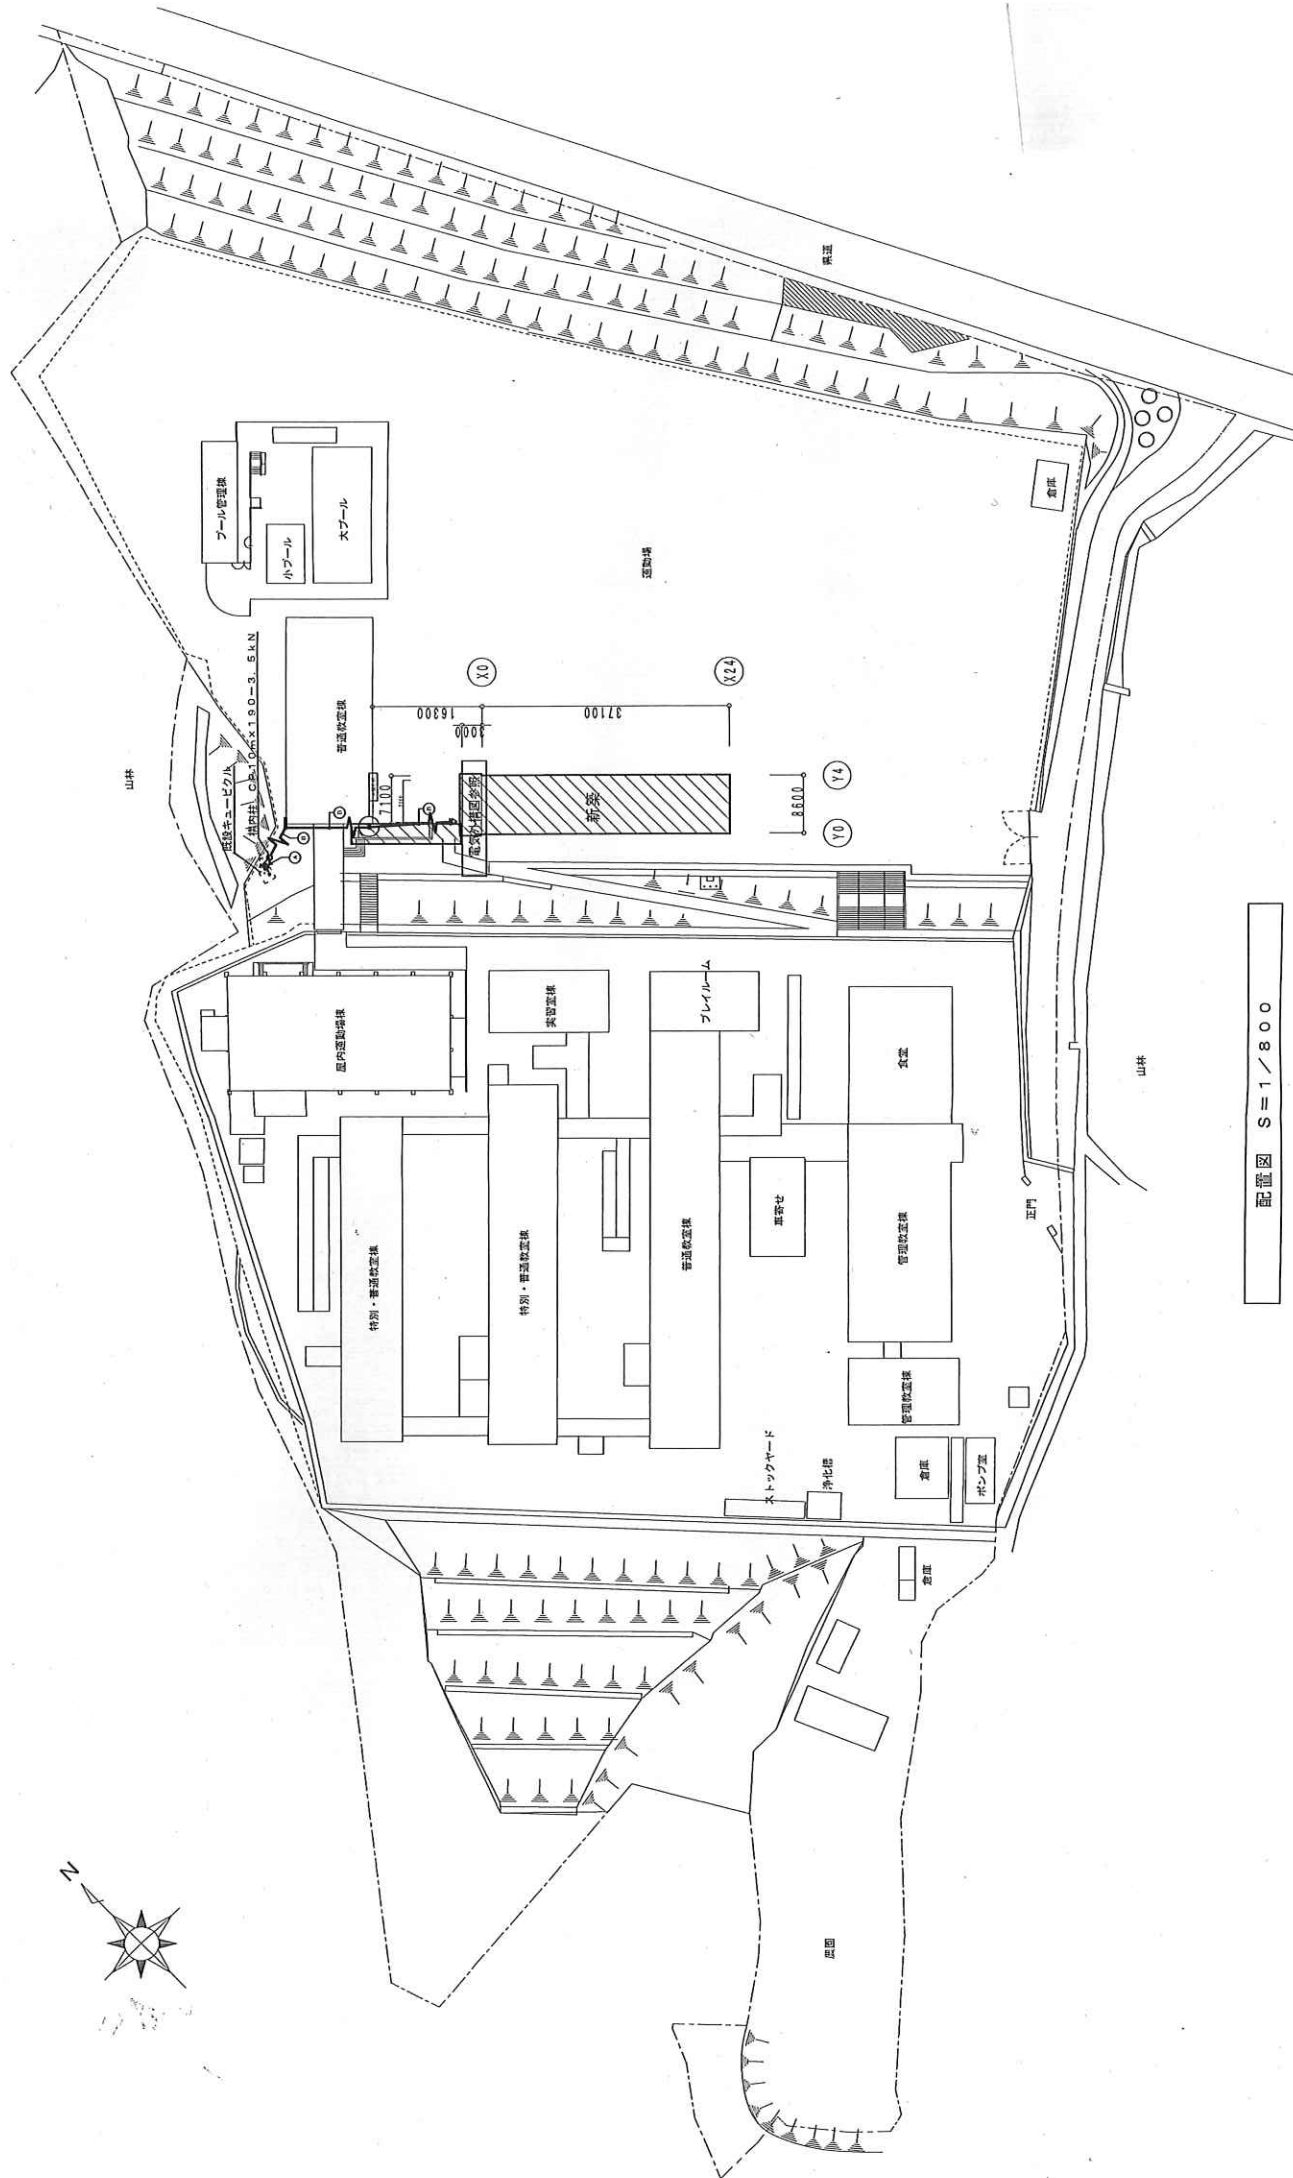 配置図 S=1/800
N
山林
県道
プール管理棟
小プール
大プール
運動場
倉庫
既設キュービクル
構内柱 CP10m×190-3.5kN
普通教室棟
A
B
B
16300
3000
37100
7100
8600
X0
X24
Y4
Y0
電気外構図参照
新築
屋内運動場棟
実習室棟
プレイルーム
食堂
山林
特別・普通教室棟
特別・普通教室棟
普通教室棟
車寄せ
管理教室棟
正門
管理教室棟
ストックヤード
浄化槽
倉庫
ポンプ室
倉庫
農園